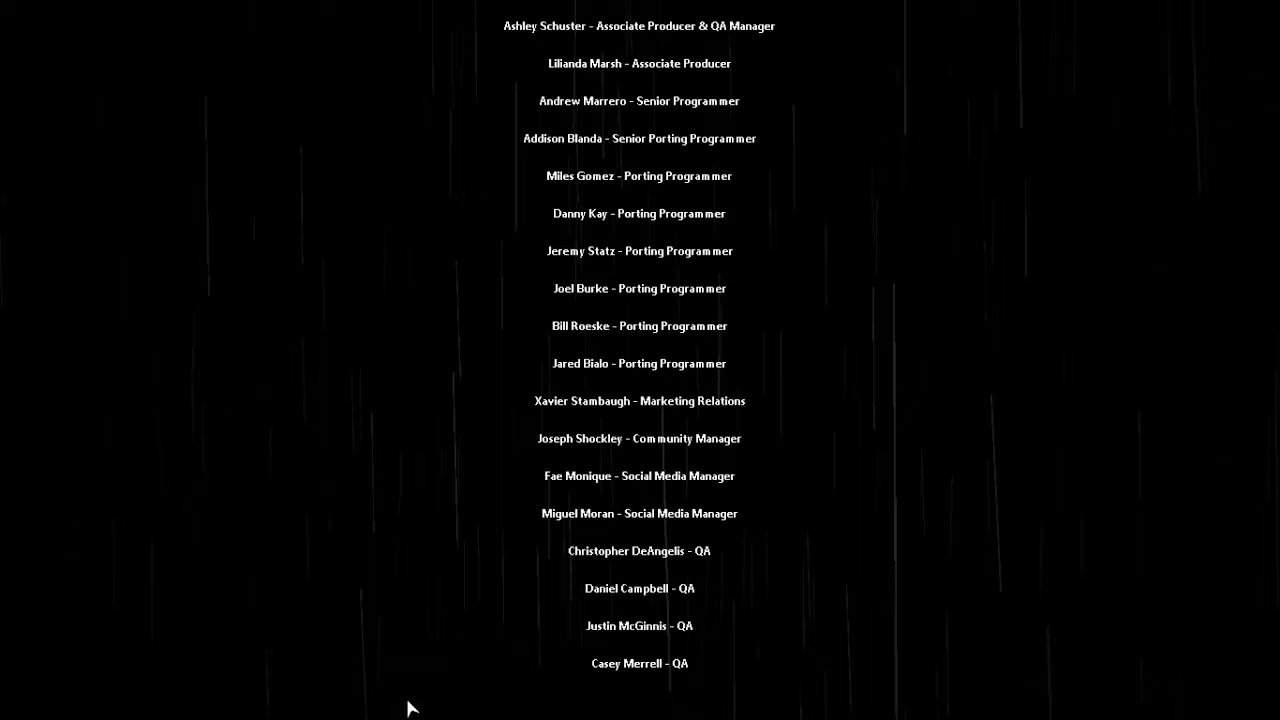 Ashley Schuster - Associate Producer & QA Manager
Lilianda Marsh - Associate Producer
Andrew Marrero - Senior Programmer
Addison Blanda - Senior Porting Programmer
Miles Gomez - Porting Programmer
Danny Kay - Porting Programmer
Jeremy Statz - Porting Programmer
Joel Burke - Porting Programmer
Bill Roeske - Porting Programmer
Jared Bialo - Porting Programmer
Xavier Stambaugh - Marketing Relations
Joseph Shockley - Community Manager
Fae Monique - Social Media Manager
Miguel Moran - Social Media Manager
Christopher DeAngelis - QA
Daniel Campbell - QA
Justin McGinnis - QA
Casey Merrell - QA